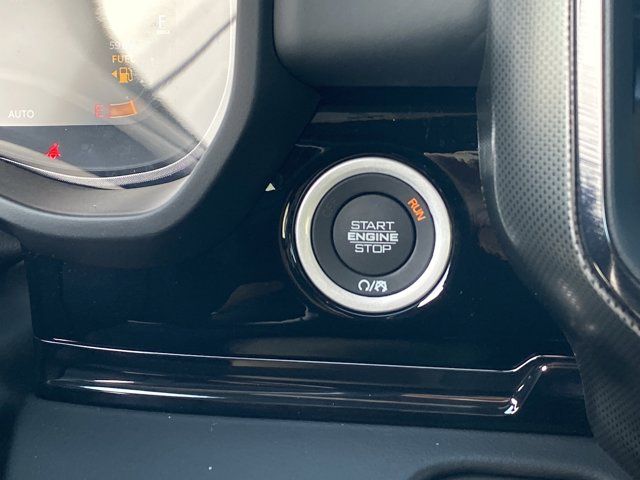 F
FUEL
AUTO
E
RUN
START
ENGINE
STOP